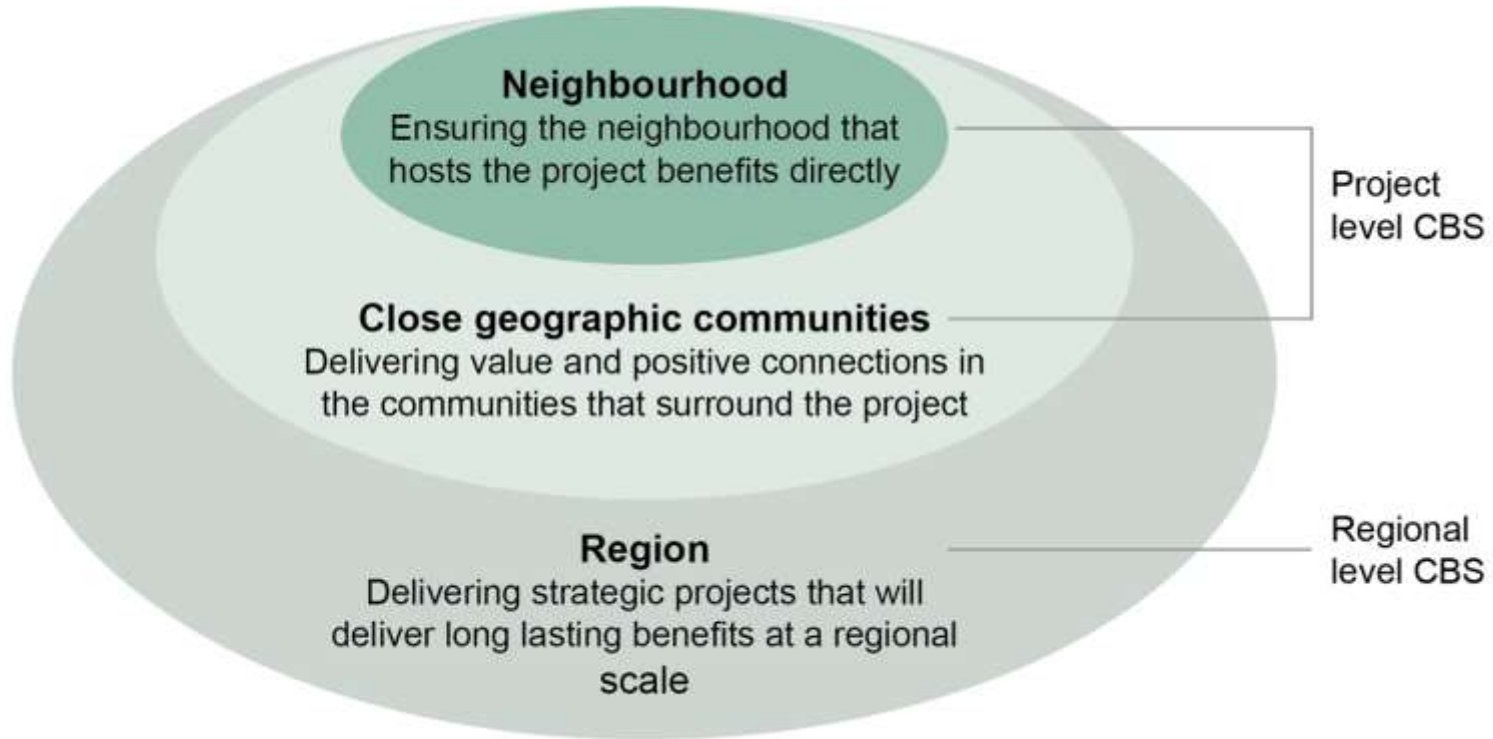 Neighbourhood
Ensuring the neighbourhood that
hosts the project benefits directly
Project
level CBS
Close geographic communities
Delivering value and positive connections in
the communities that surround the project
Region
Delivering strategic projects that will
deliver long lasting benefits at a regional
scale
Regional
level CBS